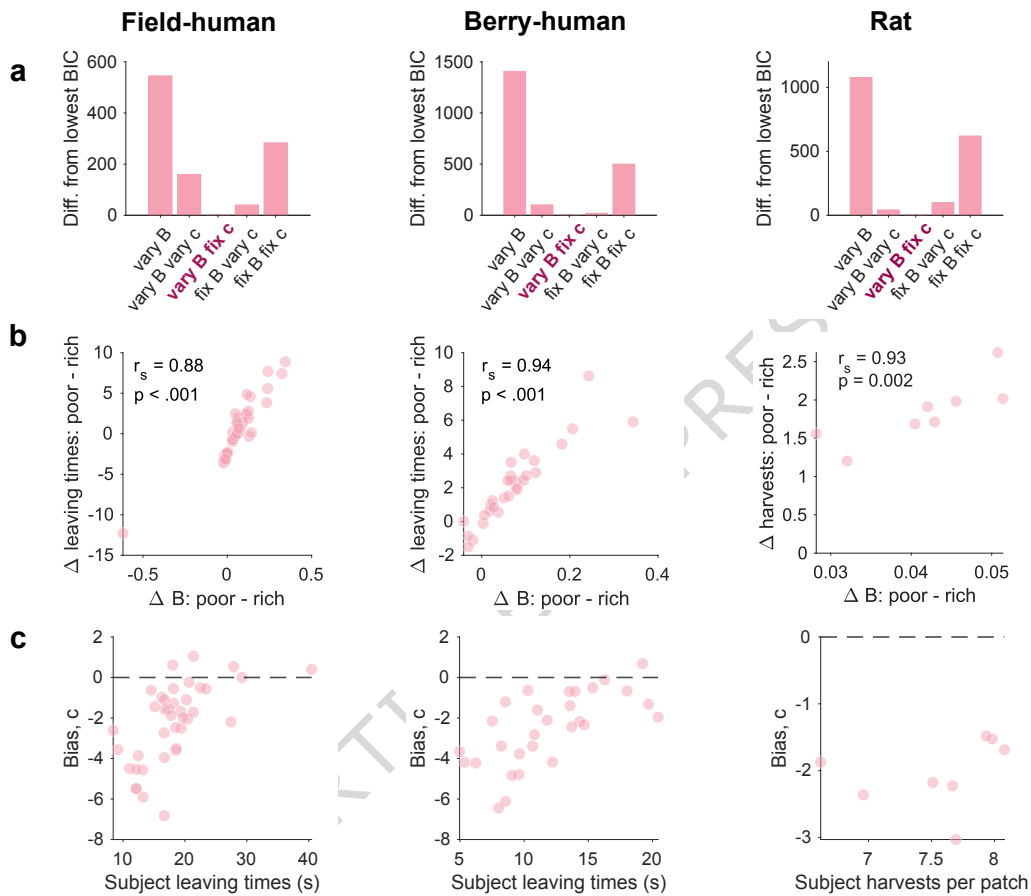 Field-human
Berry-human
Rat
a
Diff. from lowest BIC
600
400
200
0
vary B
vary B vary c
vary B fix c
fix B vary c
fix B fix c
Diff. from lowest BIC
1500
1000
500
0
vary B
vary B vary c
vary B fix c
fix B vary c
fix B fix c
Diff. from lowest BIC
1000
500
0
vary B
vary B vary c
vary B fix c
fix B vary c
fix B fix c
b
Δ leaving times: poor - rich
10
5
0
-5
-10
-15
r_s = 0.88
p < .001
-0.5
0
0.5
Δ B: poor - rich
Δ leaving times: poor - rich
10
8
6
4
2
0
-2
r_s = 0.94
p < .001
0
0.2
0.4
Δ B: poor - rich
Δ harvests: poor - rich
2.5
2
1.5
1
0.5
0
r_s = 0.93
p = 0.002
0.03
0.04
0.05
Δ B: poor - rich
c
Bias, c
2
0
-2
-4
-6
-8
10
20
30
40
Subject leaving times (s)
Bias, c
2
0
-2
-4
-6
-8
5
10
15
20
Subject leaving times (s)
Bias, c
0
-1
-2
-3
7
7.5
8
Subject harvests per patch